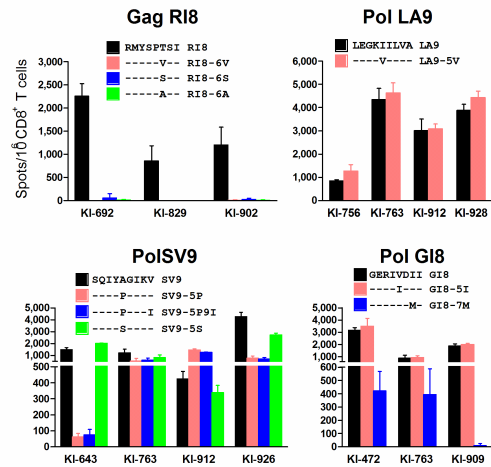 Gag RI8
RMYSPTSI RI8
-----V-- RI8-6V
-----S-- RI8-6S
-----A-- RI8-6A
Spots/10⁶ CD8⁺ T cells
3,000
2,500
2,000
1,500
1,000
500
0
KI-692 KI-829 KI-902
Pol LA9
LEGKIILVA LA9
----V---- LA9-5V
6,000
5,000
4,000
3,000
2,000
1,000
0
KI-756 KI-763 KI-912 KI-928
PolSV9
SQIYAGIKV SV9
----P---- SV9-5P
----P---I SV9-5P9I
----S---- SV9-5S
5,000
4,000
3,000
2,000
1,000
500
400
300
200
100
0
KI-643 KI-763 KI-912 KI-926
Pol GI8
GERIVDII GI8
----I--- GI8-5I
------M- GI8-7M
5,000
4,000
3,000
2,000
1,000
600
500
400
300
200
100
0
KI-472 KI-763 KI-909